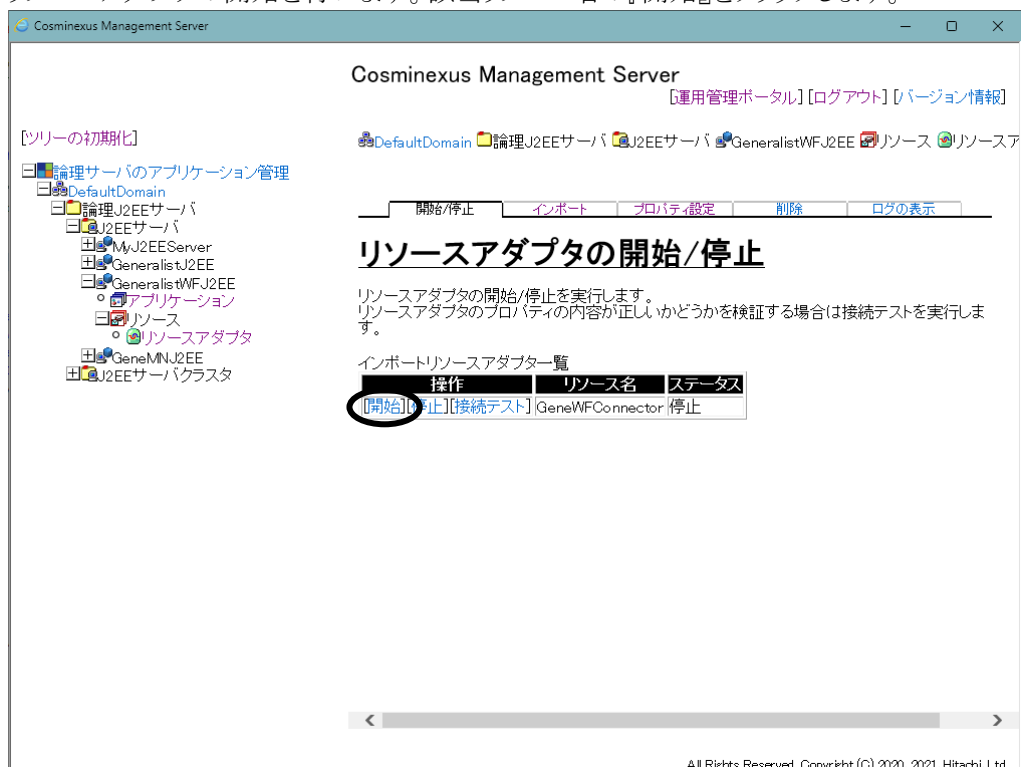 Cosminexus Management Server
Cosminexus Management Server
[運用管理ポータル] [ログアウト] [バージョン情報]
[ツリーの初期化]
DefaultDomain 論理J2EEサーバ J2EEサーバ GeneralistWFJ2EE リソース リソースア
論理サーバのアプリケーション管理
DefaultDomain
論理J2EEサーバ
J2EEサーバ
MyJ2EEServer
GeneralistJ2EE
GeneralistWFJ2EE
アプリケーション
リソース
リソースアダプタ
GeneMNJ2EE
J2EEサーバクラスタ
開始/停止 インポート プロパティ設定 削除 ログの表示
リソースアダプタの開始/停止
リソースアダプタの開始/停止を実行します。
リソースアダプタのプロパティの内容が正しいかどうかを検証する場合は接続テストを実行しま
す。
インポートリソースアダプタ一覧
操作 リソース名 ステータス
[開始][停止][接続テスト] GeneWFConnector 停止
All Rights Reserved. Copyright (C) 2020, 2021, Hitachi, Ltd.